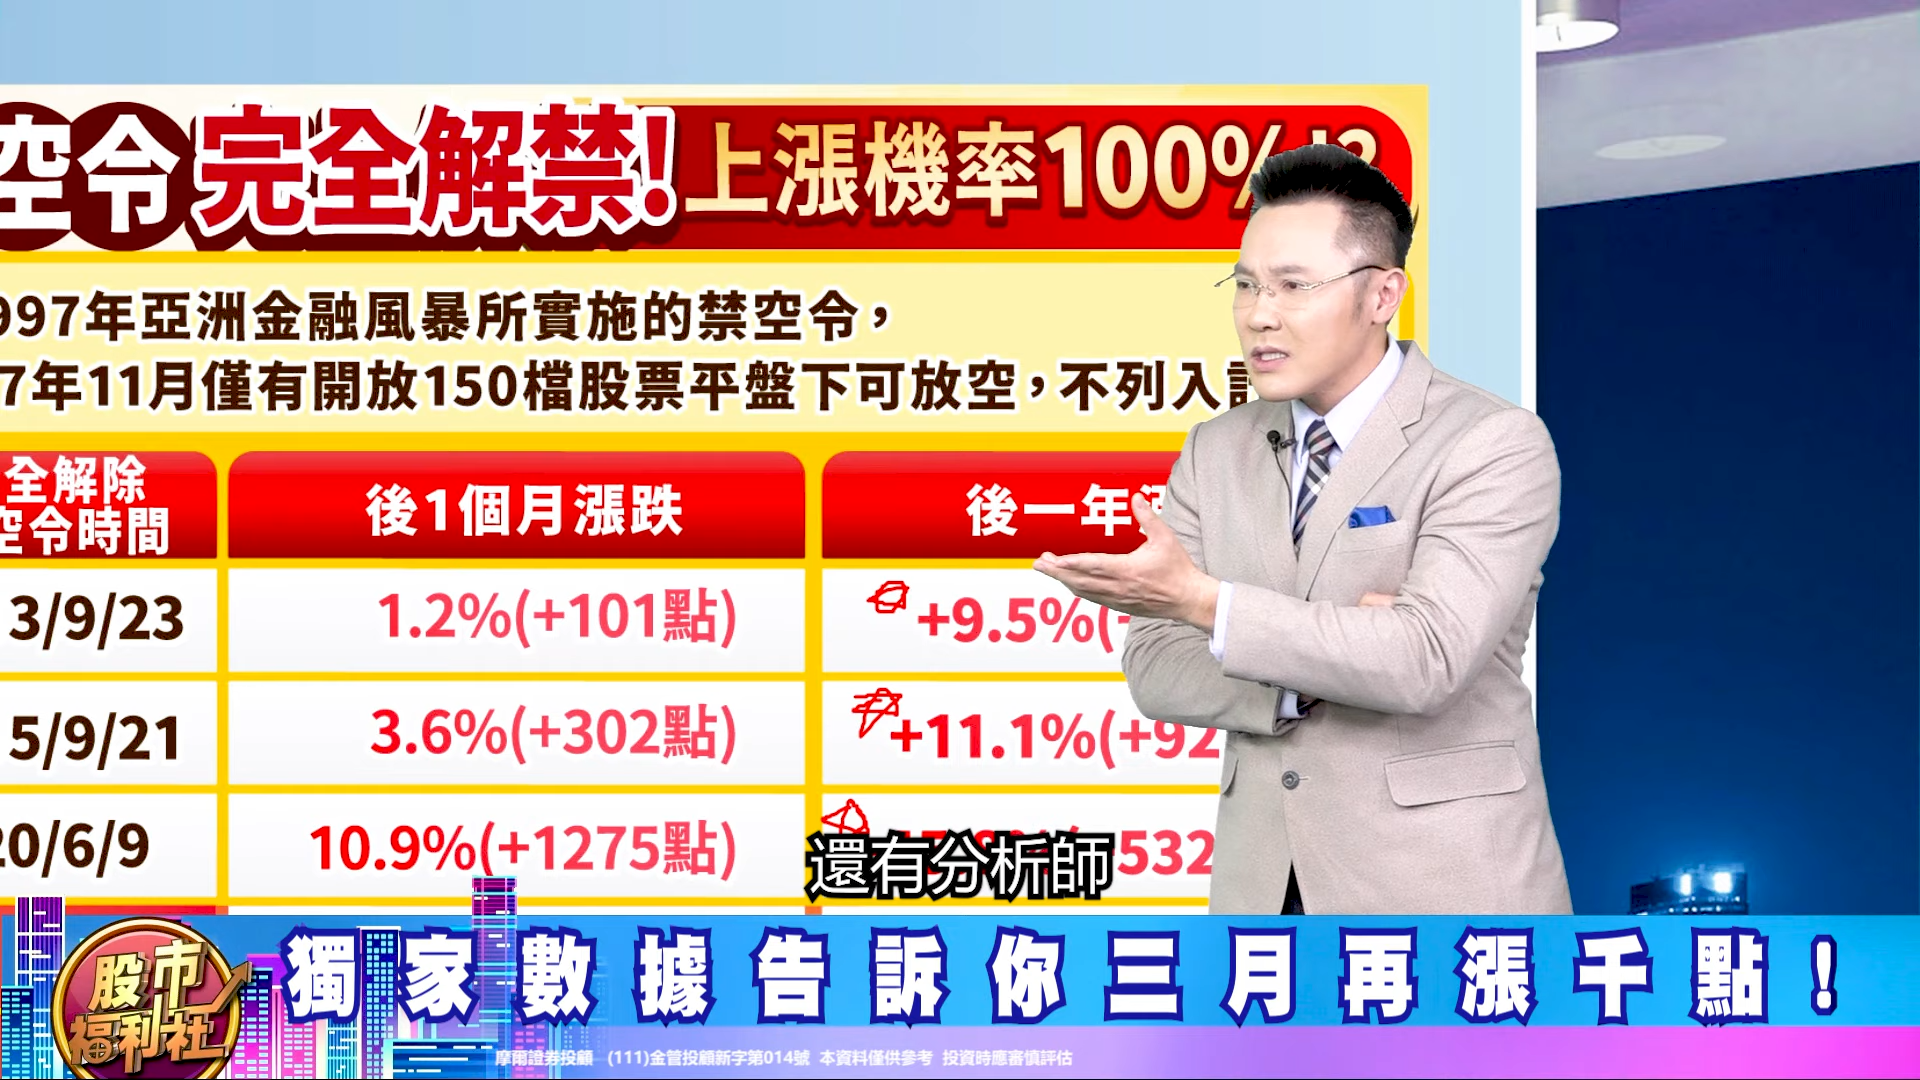 空令完全解禁!上漲機率100%!?
997年亞洲金融風暴所實施的禁空令，
7年11月僅有開放150檔股票平盤下可放空，不列入
全解除
空令時間
後1個月漲跌
後一年
3/9/23
1.2%(+101點)
+9.5%(
5/9/21
3.6%(+302點)
+11.1%(+92
20/6/9
10.9%(+1275點)
532
還有分析師
股市
福利社
獨家數據告訴你三月再漲千點！
摩爾證券投顧 (111)金管投顧新字第014號 本資料僅供參考 投資時應審慎評估